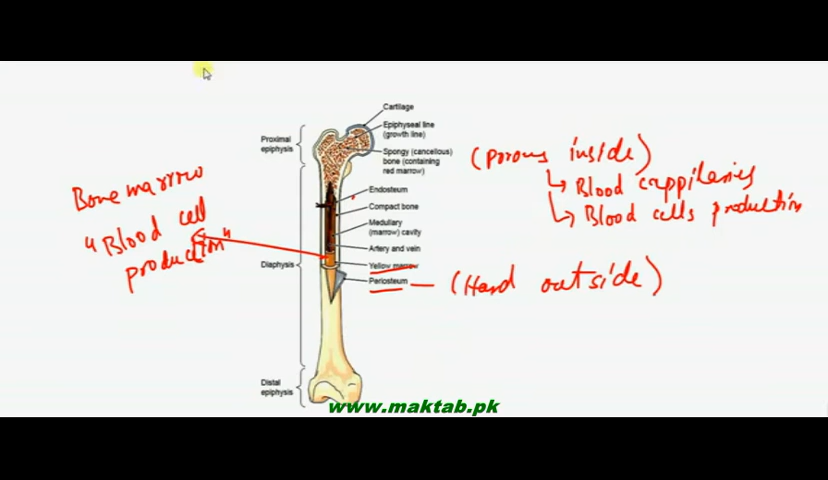 Cartilage
Epiphyseal line
(growth line)
Proximal
epiphysis
Spongy (cancellous)
bone (containing
red marrow)
(Porous inside)
Blood cappilaries
Blood cells production
Bone marrow
"Blood cell
production"
Endosteum
Compact bone
Medullary
(marrow) cavity
Artery and vein
Diaphysis
Yellow marrow
Periosteum
(Hard outside)
Distal
epiphysis
www.maktab.pk